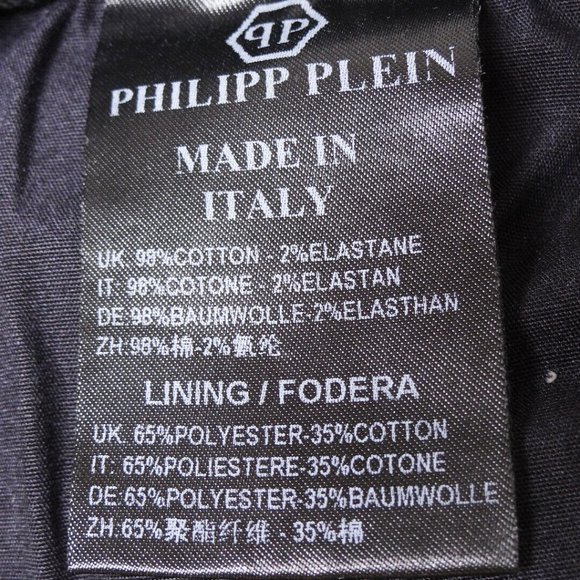 PP
PHILIPP PLEIN
MADE IN
ITALY
UK: 98%COTTON - 2%ELASTANE
IT: 98%COTONE - 2%ELASTAN
DE:98%BAUMWOLLE-2%ELASTHAN
ZH:98%棉-2%氨纶
LINING / FODERA
UK: 65%POLYESTER-35%COTTON
IT: 65%POLIESTERE-35%COTONE
DE:65%POLYESTER-35%BAUMWOLLE
ZH:65%聚酯纤维 - 35%棉